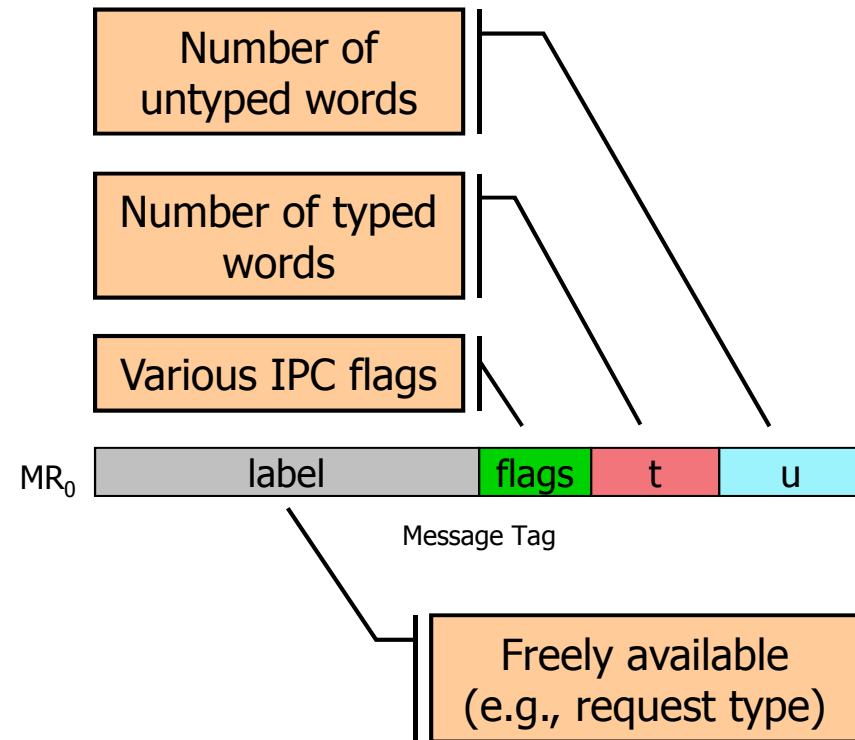 Number of
untyped words
Number of typed
words
Various IPC flags
MR₀ label flags t u
Message Tag
Freely available
(e.g., request type)